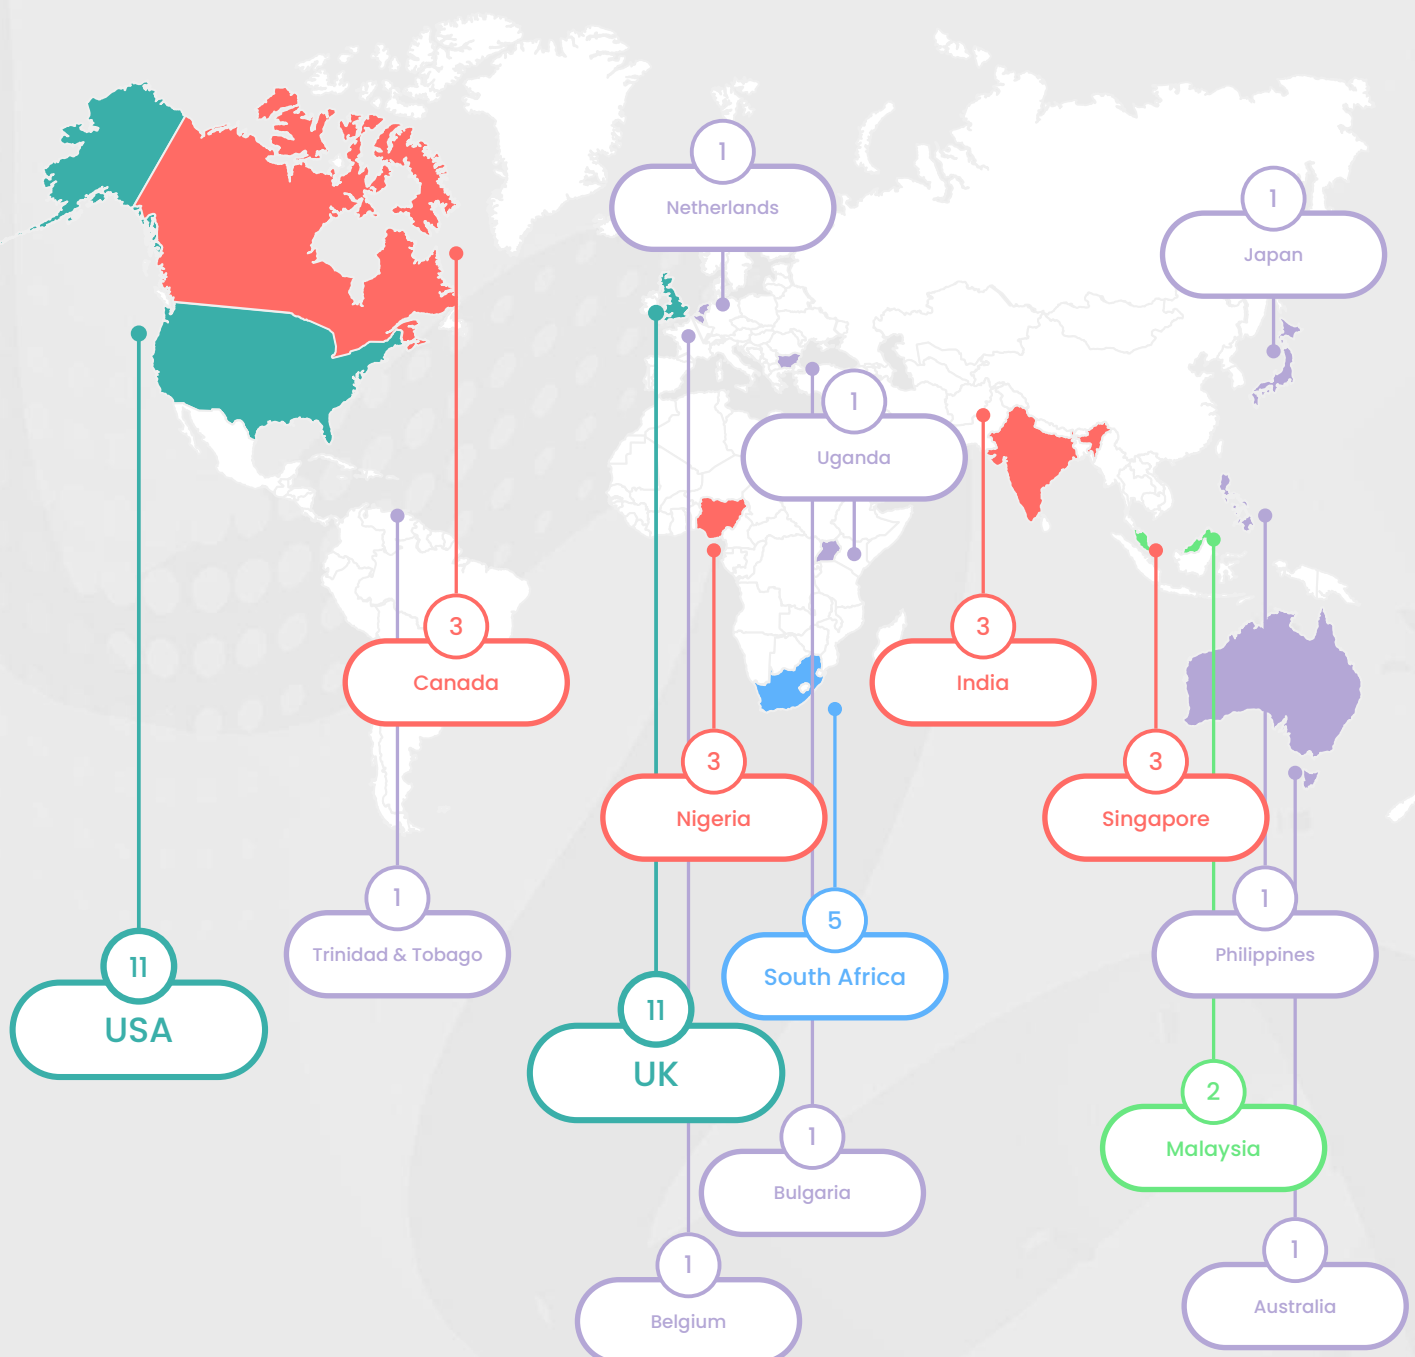 1
Netherlands
1
Japan
1
Uganda
3
Canada
3
India
3
Nigeria
3
Singapore
1
Trinidad & Tobago
11
USA
5
South Africa
1
Philippines
11
UK
2
Malaysia
1
Bulgaria
1
Belgium
1
Australia